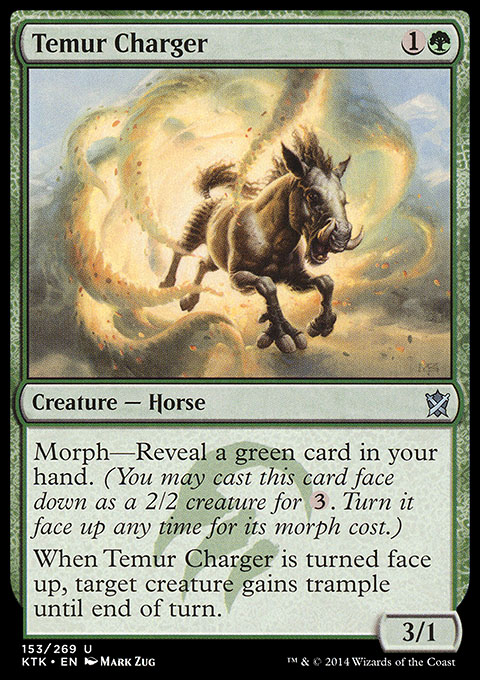 Temur Charger 1
Creature — Horse
Morph—Reveal a green card in your
hand. (You may cast this card face
down as a 2/2 creature for 3. Turn it
face up any time for its morph cost.)
When Temur Charger is turned face
up, target creature gains trample
until end of turn.
3/1
153/269 U
KTK • EN Mark Zug
™ & © 2014 Wizards of the Coast